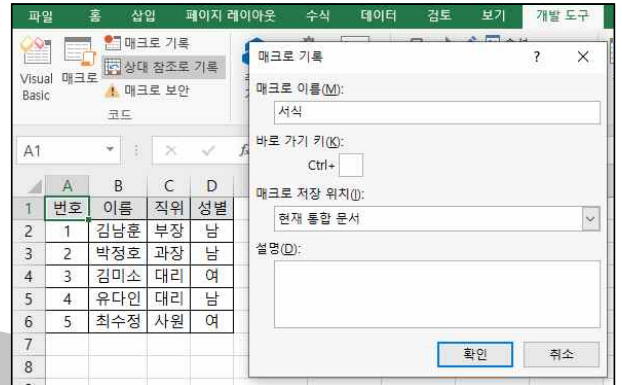 파일 홈 삽입 페이지 레이아웃 수식 데이터 검토 보기 개발 도구
Visual Basic
매크로
매크로 기록
상대 참조로 기록
매크로 보안
코드
A1
A B C D
1 번호 이름 직위 성별
2 1 김남훈 부장 남
3 2 박정호 과장 남
4 3 김미소 대리 여
5 4 유다인 대리 남
6 5 최수정 사원 여
7
8
매크로 기록 ? ×
매크로 이름(M):
서식
바로 가기 키(K):
Ctrl+
매크로 저장 위치(I):
현재 통합 문서
설명(D):
확인 취소